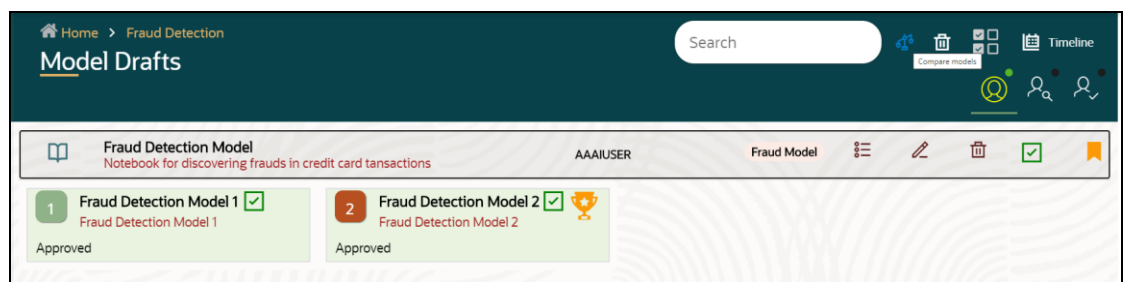 Home > Fraud Detection
Model Drafts
Search
Timeline
Compare models
Fraud Detection Model
Notebook for discovering frauds in credit card tansactions
AAAIUSER
Fraud Model
1
Fraud Detection Model 1
Fraud Detection Model 1
Approved
2
Fraud Detection Model 2
Fraud Detection Model 2
Approved